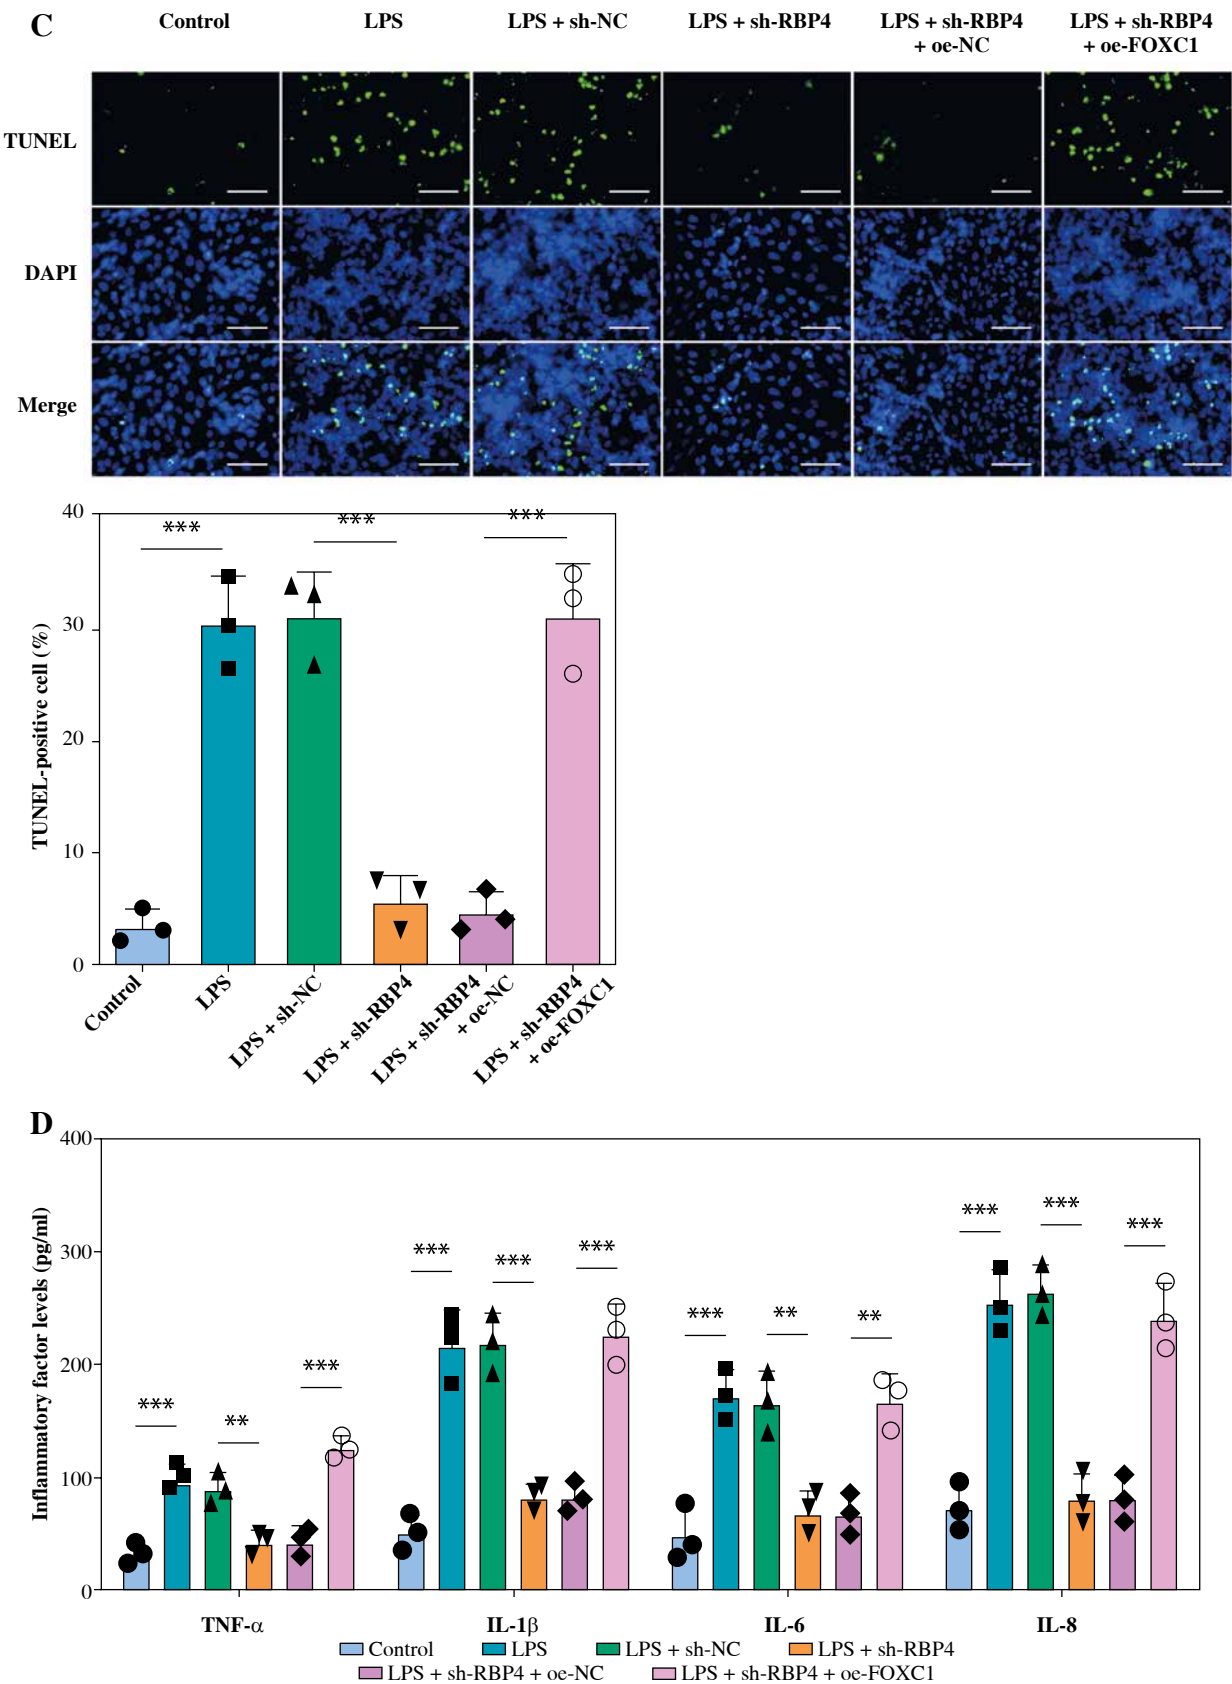 C
Control
LPS
LPS + sh-NC
LPS + sh-RBP4
LPS + sh-RBP4
+ oe-NC
LPS + sh-RBP4
+ oe-FOXC1
TUNEL
DAPI
Merge
TUNEL-positive cell (%)
40
30
20
10
0
***
***
***
Control
LPS
LPS + sh-NC
LPS + sh-RBP4
LPS + sh-RBP4
+ oe-NC
LPS + sh-RBP4
+ oe-FOXC1
D
Inflammatory factor levels (pg/ml)
400
300
200
100
0
***
**
***
***
***
***
***
**
**
***
***
***
TNF-α
IL-1β
IL-6
IL-8
Control
LPS
LPS + sh-NC
LPS + sh-RBP4
LPS + sh-RBP4 + oe-NC
LPS + sh-RBP4 + oe-FOXC1